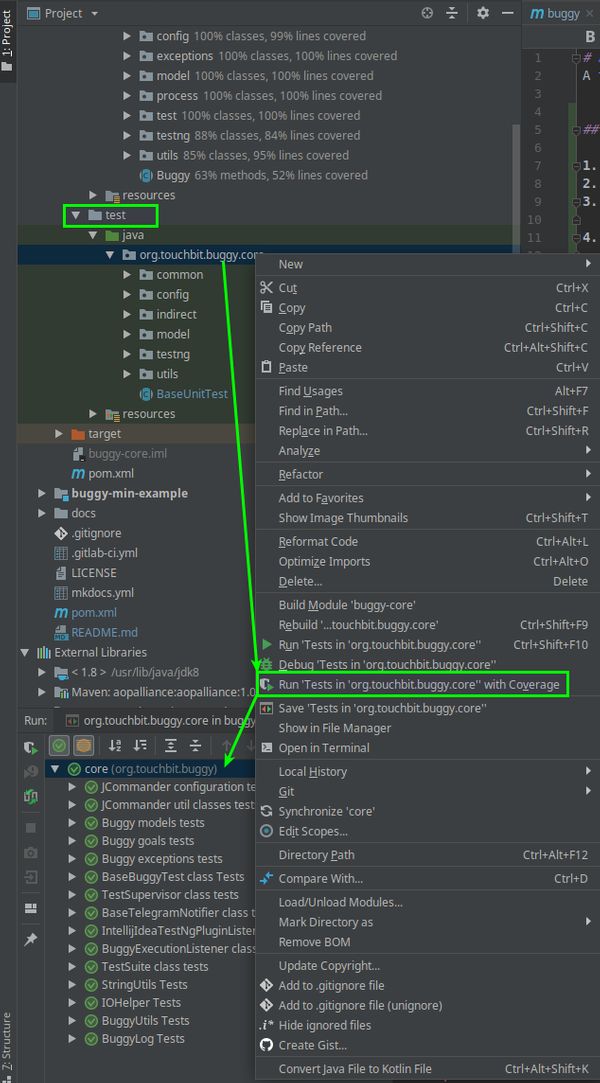 1: Project
Project
config 100% classes, 99% lines covered
exceptions 100% classes, 100% lines covered
model 100% classes, 100% lines covered
process 100% classes, 100% lines covered
test 100% classes, 100% lines covered
testng 88% classes, 84% lines covered
utils 85% classes, 95% lines covered
Buggy 63% methods, 52% lines covered
resources
test
java
org.touchbit.buggy.core
common
config
indirect
model
testng
utils
BaseUnitTest
resources
target
buggy-core.iml
pom.xml
buggy-min-example
docs
.gitignore
.gitlab-ci.yml
LICENSE
mkdocs.yml
pom.xml
README.md
External Libraries
< 1.8 > /usr/lib/java/jdk8
Maven: aopalliance:aopalliance:1.0
buggy
B
1 #
2 A
3
4
5 ##
6
7 1.
8 2.
9 3.
10
11 4.
New
Cut Ctrl+X
Copy Ctrl+C
Copy Path Ctrl+Shift+C
Copy Reference Ctrl+Alt+Shift+C
Paste Ctrl+V
Find Usages Alt+F7
Find in Path... Ctrl+Shift+F
Replace in Path... Ctrl+Shift+R
Analyze
Refactor
Add to Favorites
Show Image Thumbnails Ctrl+Shift+T
Reformat Code Ctrl+Alt+L
Optimize Imports Ctrl+Alt+O
Delete... Delete
Build Module 'buggy-core'
Rebuild '...touchbit.buggy.core' Ctrl+Shift+F9
Run 'Tests in 'org.touchbit.buggy.core'' Ctrl+Shift+F10
Debug 'Tests in 'org.touchbit.buggy.core''
Run 'Tests in 'org.touchbit.buggy.core'' with Coverage
Save 'Tests in 'org.touchbit.buggy.core''
Show in File Manager
Open in Terminal
Local History
Git
Synchronize 'core'
Edit Scopes...
Directory Path Ctrl+Alt+F12
Compare With... Ctrl+D
Load/Unload Modules...
Mark Directory as
Remove BOM
Update Copyright...
Add to .gitignore file
Add to .gitignore file (unignore)
Hide ignored files
Create Gist...
Convert Java File to Kotlin File Ctrl+Alt+Shift+K
Run: org.touchbit.buggy.core in buggy
core (org.touchbit.buggy)
JCommander configuration te
JCommander util classes tests
Buggy models tests
Buggy goals tests
Buggy exceptions tests
BaseBuggyTest class Tests
TestSupervisor class tests
BaseTelegramNotifier class t
IntellijIdeaTestNgPluginListen
BuggyExecutionListener clas
TestSuite class tests
StringUtils Tests
IOHelper Tests
BuggyUtils Tests
BuggyLog Tests
7: Structure